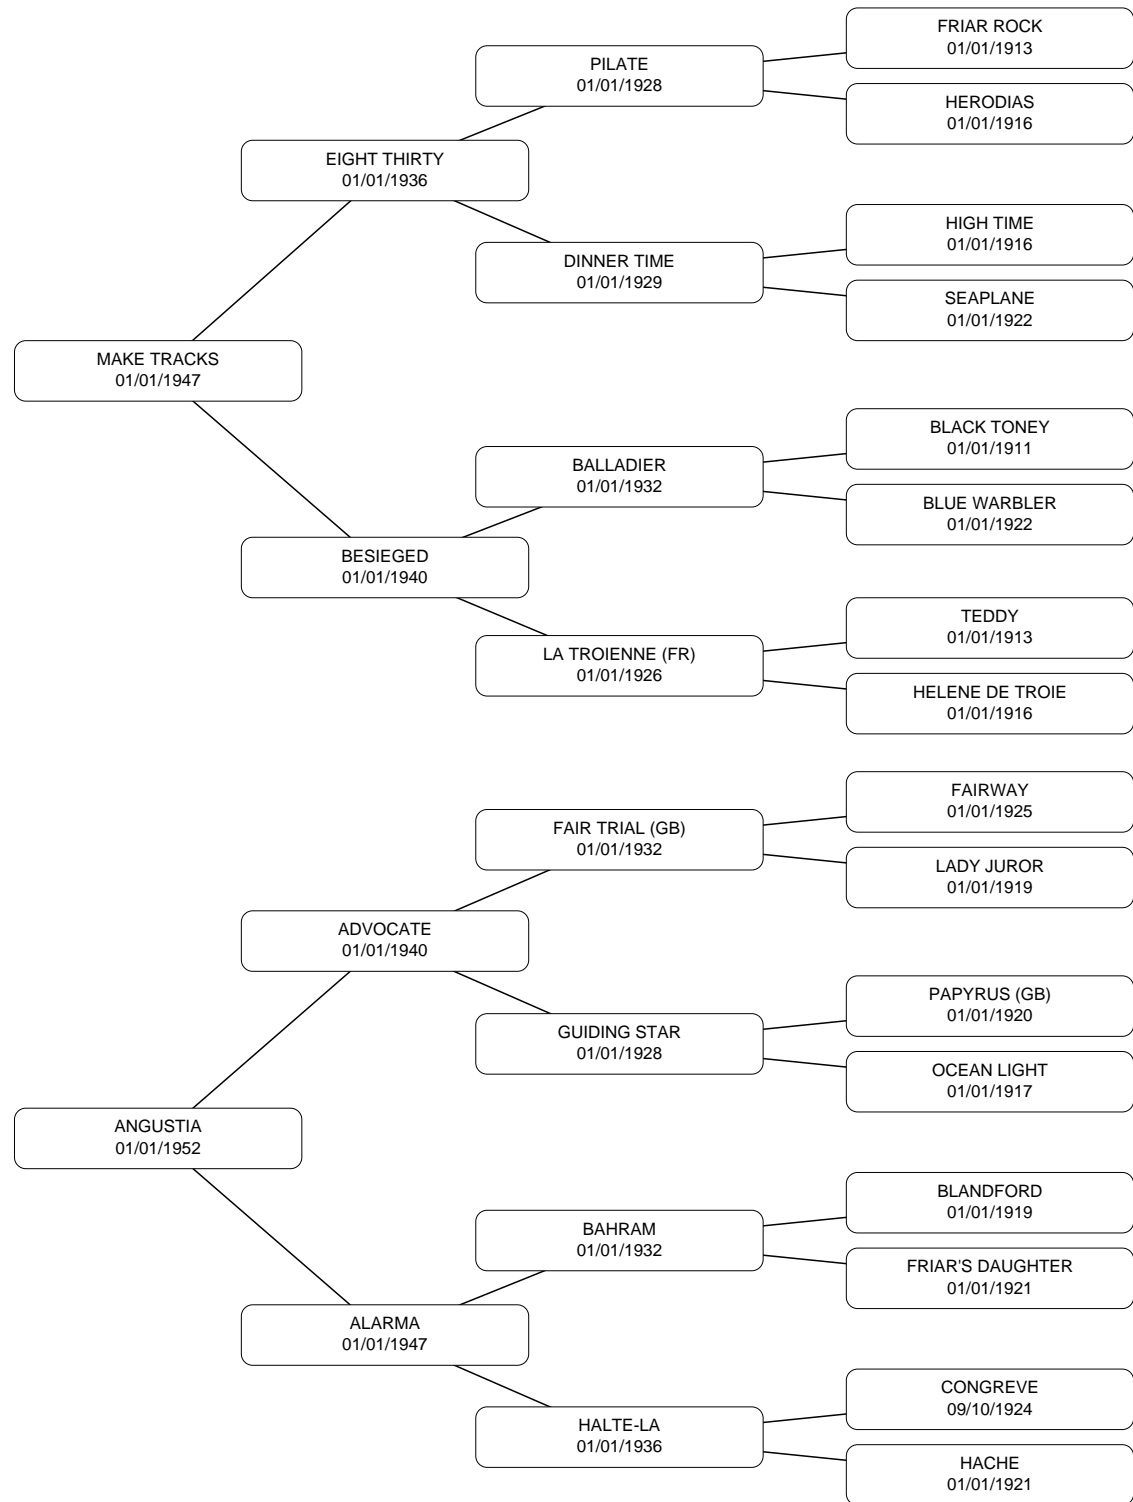 FRIAR ROCK
01/01/1913
PILATE
01/01/1928
HERODIAS
01/01/1916
EIGHT THIRTY
01/01/1936
HIGH TIME
01/01/1916
DINNER TIME
01/01/1929
SEAPLANE
01/01/1922
MAKE TRACKS
01/01/1947
BLACK TONEY
01/01/1911
BALLADIER
01/01/1932
BLUE WARBLER
01/01/1922
BESIEGED
01/01/1940
TEDDY
01/01/1913
LA TROIENNE (FR)
01/01/1926
HELENE DE TROIE
01/01/1916
FAIRWAY
01/01/1925
FAIR TRIAL (GB)
01/01/1932
LADY JUROR
01/01/1919
ADVOCATE
01/01/1940
PAPYRUS (GB)
01/01/1920
GUIDING STAR
01/01/1928
OCEAN LIGHT
01/01/1917
ANGUSTIA
01/01/1952
BLANDFORD
01/01/1919
BAHRAM
01/01/1932
FRIAR'S DAUGHTER
01/01/1921
ALARMA
01/01/1947
CONGREVE
09/10/1924
HALTE-LA
01/01/1936
HACHE
01/01/1921